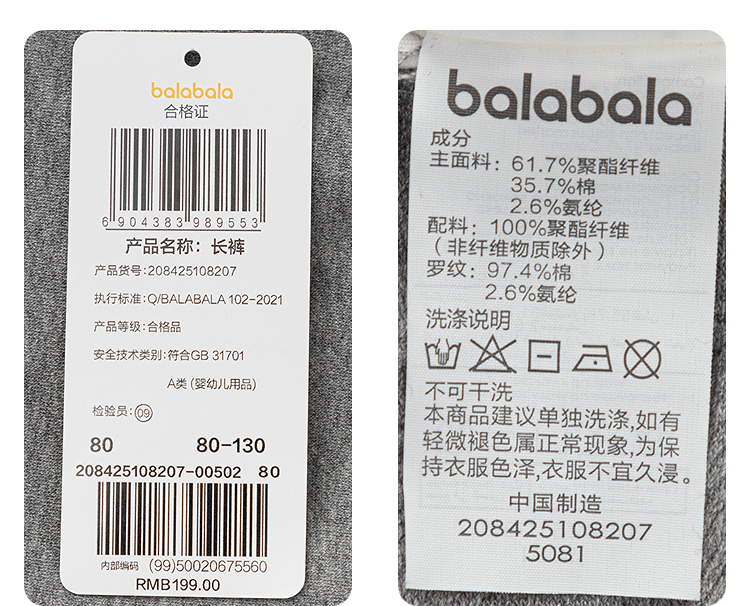 balabala
合格证
6904383989553
产品名称：长裤
产品货号:208425108207
执行标准:Q/BALABALA 102-2021
产品等级:合格品
安全技术类别:符合GB 31701
A类 (婴幼儿用品)
检验员:09
80 80-130
208425108207-00502 80
内部编码 (99)50020675560
RMB199.00
balabala
成分
主面料：61.7%聚酯纤维
35.7%棉
2.6%氨纶
配料：100%聚酯纤维
（非纤维物质除外）
罗纹：97.4%棉
2.6%氨纶
洗涤说明
不可干洗
本商品建议单独洗涤,如有
轻微褪色属正常现象,为保
持衣服色泽,衣服不宜久浸。
中国制造
208425108207
5081